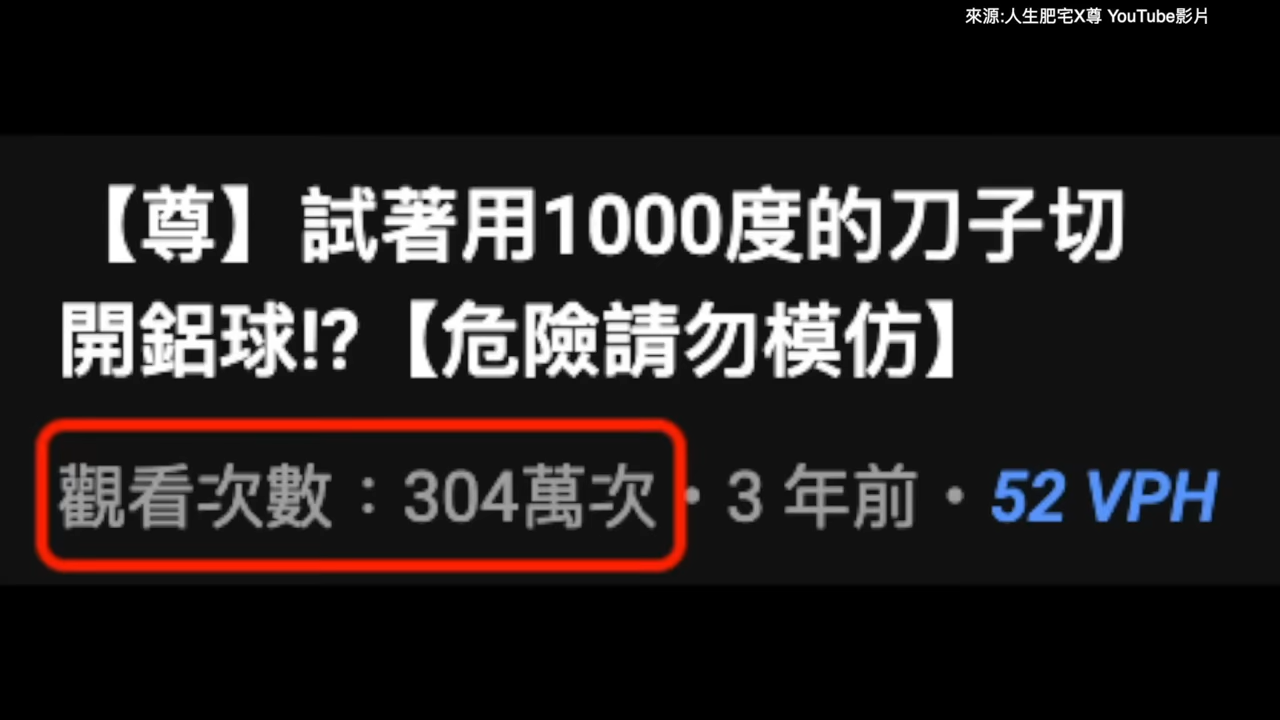 來源:人生肥宅X尊 YouTube影片
【尊】試著用1000度的刀子切
開鋁球!?【危險請勿模仿】
觀看次數：304萬次・3 年前・52 VPH